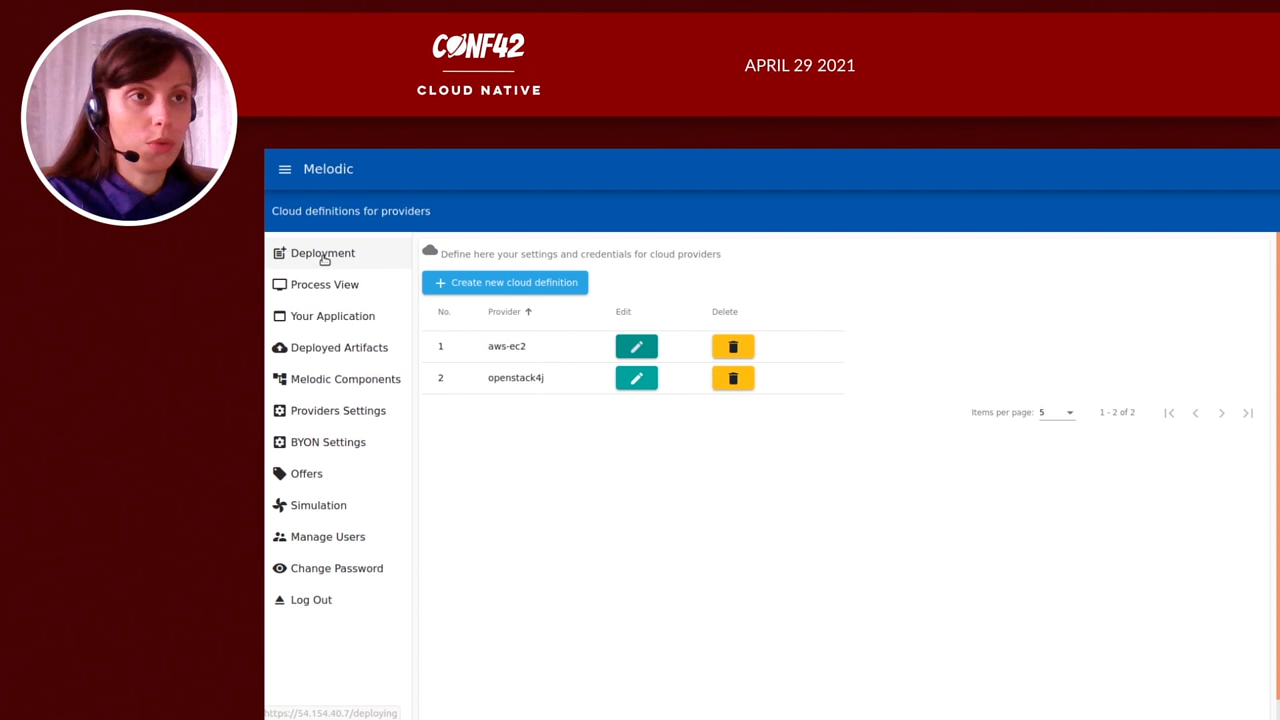 CONF42
CLOUD NATIVE
APRIL 29 2021
Melodic
Cloud definitions for providers
Deployment
Process View
Your Application
Deployed Artifacts
Melodic Components
Providers Settings
BYON Settings
Offers
Simulation
Manage Users
Change Password
Log Out
Define here your settings and credentials for cloud providers
+ Create new cloud definition
No. Provider ↑ Edit Delete
1 aws-ec2
2 openstack4j
Items per page: 5 1 - 2 of 2
https://54.154.40.7/deploying